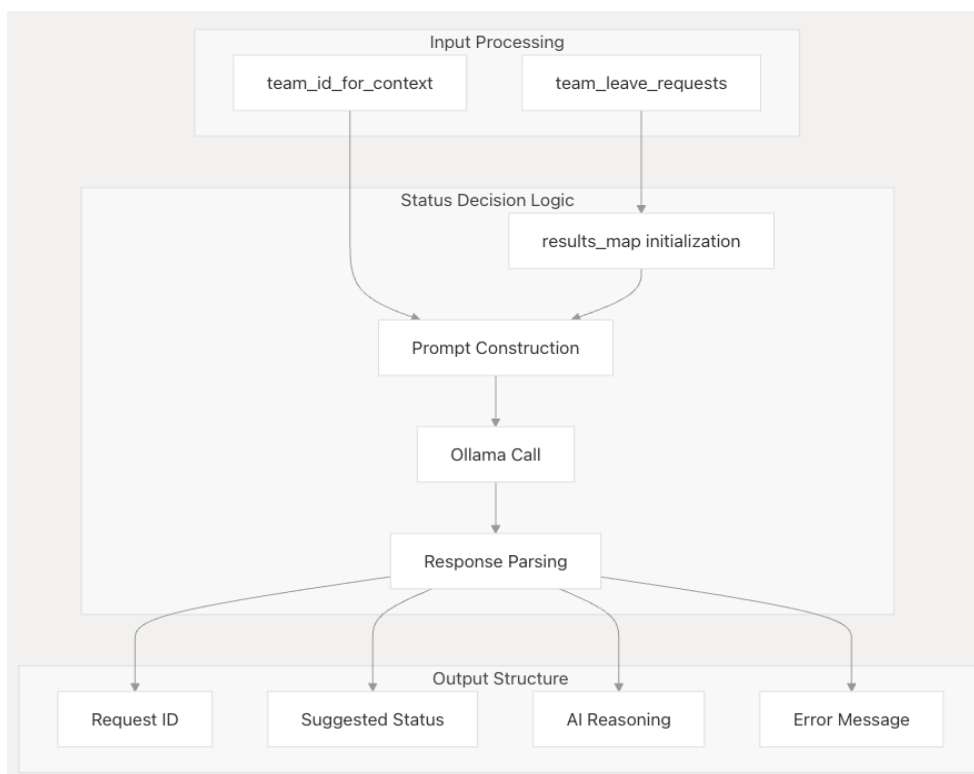 Input Processing
team_id_for_context
team_leave_requests
Status Decision Logic
results_map initialization
Prompt Construction
Ollama Call
Response Parsing
Output Structure
Request ID
Suggested Status
AI Reasoning
Error Message